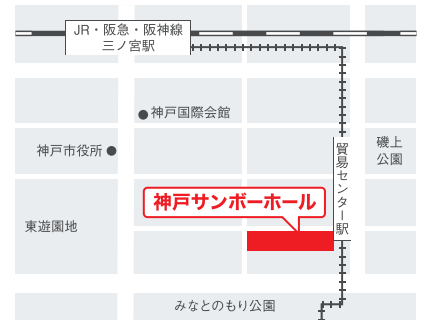 JR・阪急・阪神線
三ノ宮駅
神戸国際会館
神戸市役所
磯上
公園
貿易センター駅
神戸サンボーホール
東遊園地
みなとのもり公園